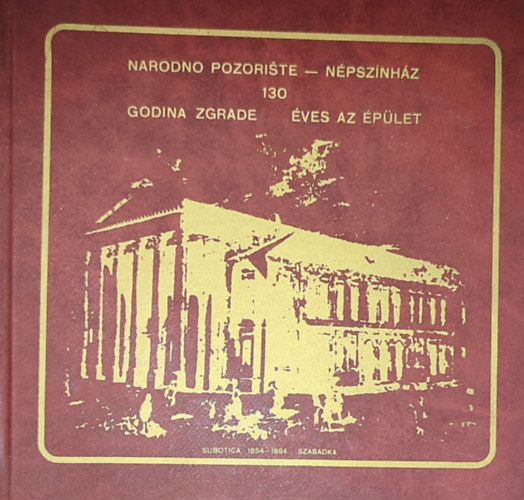 NARODNO POZORIŠTE — NÉPSZÍNHÁZ
130
GODINA ZGRADE ÉVES AZ ÉPÜLET
SUBOTICA 1854-1984 SZABADKA